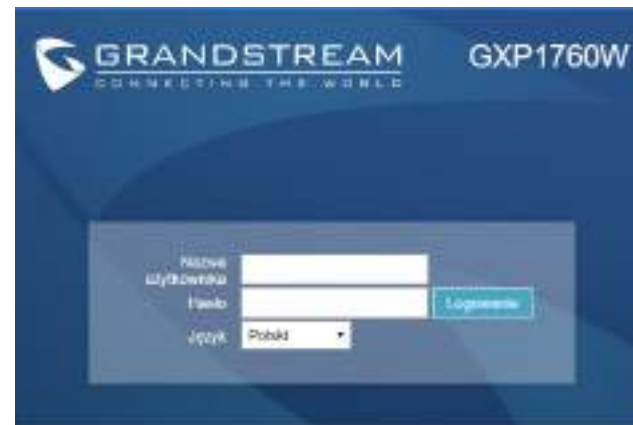 GRANDSTREAM
CONNECTING THE WORLD
GXP1760W
Nazwa
użytkownika
Hasło
Logowanie
Język
Polski